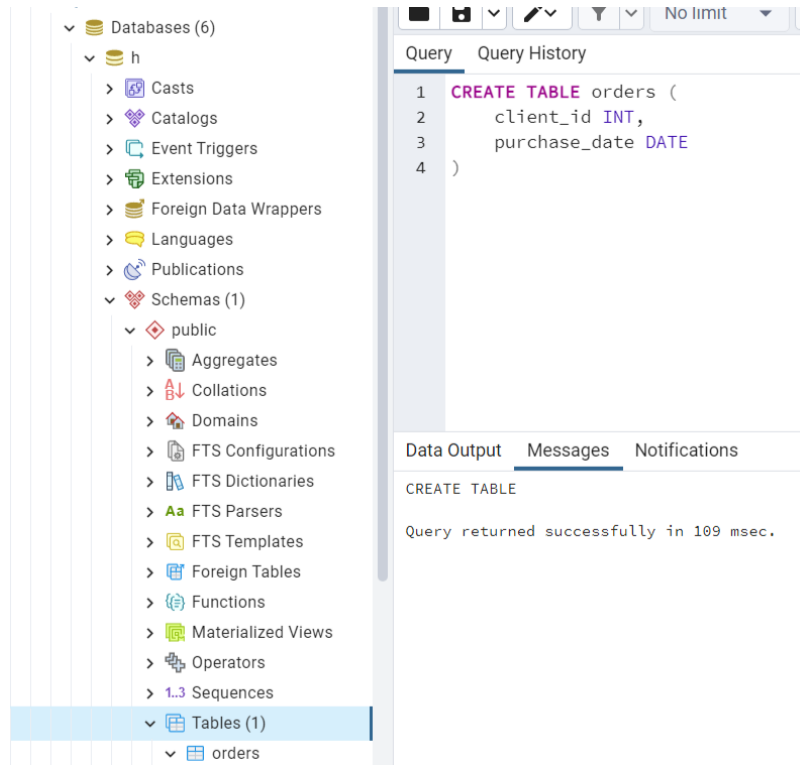 Databases (6)
h
Casts
Catalogs
Event Triggers
Extensions
Foreign Data Wrappers
Languages
Publications
Schemas (1)
public
Aggregates
Collations
Domains
FTS Configurations
FTS Dictionaries
Aa FTS Parsers
FTS Templates
Foreign Tables
Functions
Materialized Views
Operators
1..3 Sequences
Tables (1)
orders
No limit
Query Query History
1 CREATE TABLE orders (
2 client_id INT,
3 purchase_date DATE
4 )
Data Output Messages Notifications
CREATE TABLE
Query returned successfully in 109 msec.